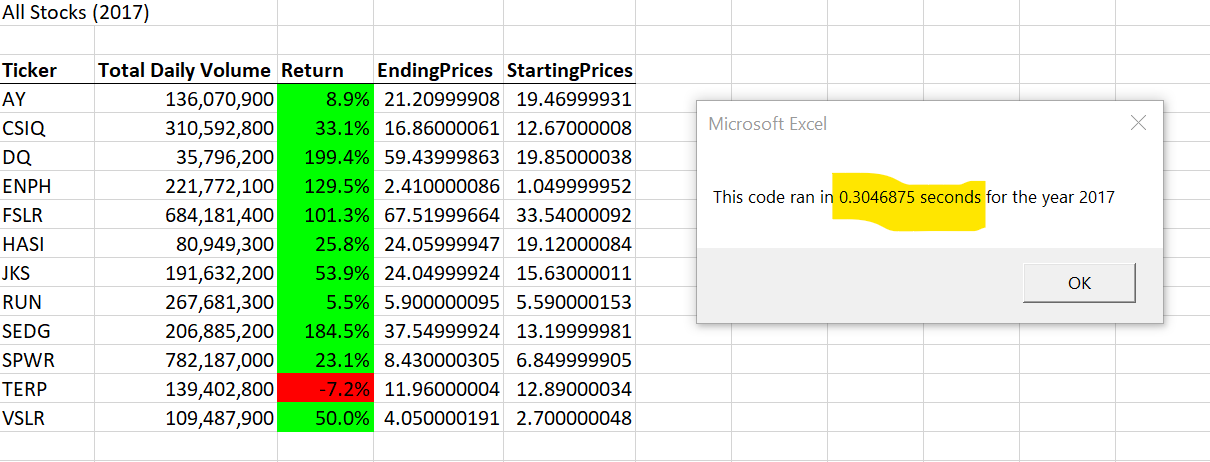 All Stocks (2017)
Ticker Total Daily Volume Return EndingPrices StartingPrices
AY 136,070,900 8.9% 21.20999908 19.46999931
CSIQ 310,592,800 33.1% 16.86000061 12.67000008
DQ 35,796,200 199.4% 59.43999863 19.85000038
ENPH 221,772,100 129.5% 2.410000086 1.049999952
FSLR 684,181,400 101.3% 67.51999664 33.54000092
HASI 80,949,300 25.8% 24.05999947 19.12000084
JKS 191,632,200 53.9% 24.04999924 15.63000011
RUN 267,681,300 5.5% 5.900000095 5.590000153
SEDG 206,885,200 184.5% 37.54999924 13.19999981
SPWR 782,187,000 23.1% 8.430000305 6.849999905
TERP 139,402,800 -7.2% 11.96000004 12.89000034
VSLR 109,487,900 50.0% 4.050000191 2.700000048
Microsoft Excel
This code ran in 0.3046875 seconds for the year 2017
OK